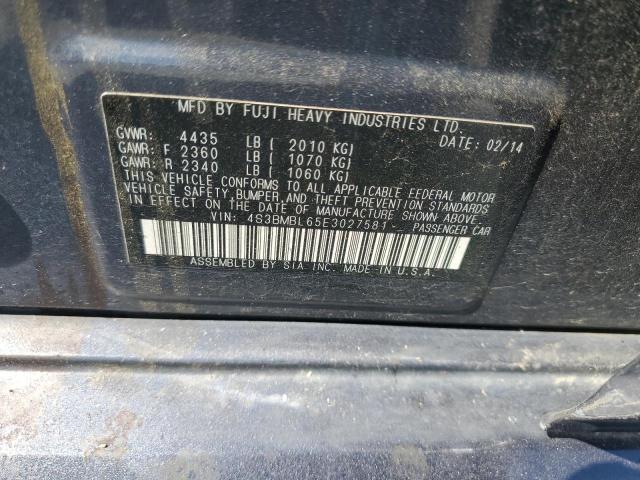 MFD BY FUJI HEAVY INDUSTRIES LTD.
GVWR: 4435 LB ( 2010 KG) DATE: 02/14
GAWR: F 2360 LB ( 1070 KG)
GAWR: R 2340 LB ( 1060 KG)
THIS VEHICLE CONFORMS TO ALL APPLICABLE FEDERAL MOTOR
VEHICLE SAFETY, BUMPER, AND THEFT PREVENTION STANDARDS
IN EFFECT ON THE DATE OF MANUFACTURE SHOWN ABOVE.
VIN: 4S3BMBL65E3027581 PASSENGER CAR
ASSEMBLED BY SIA INC. MADE IN U.S.A.